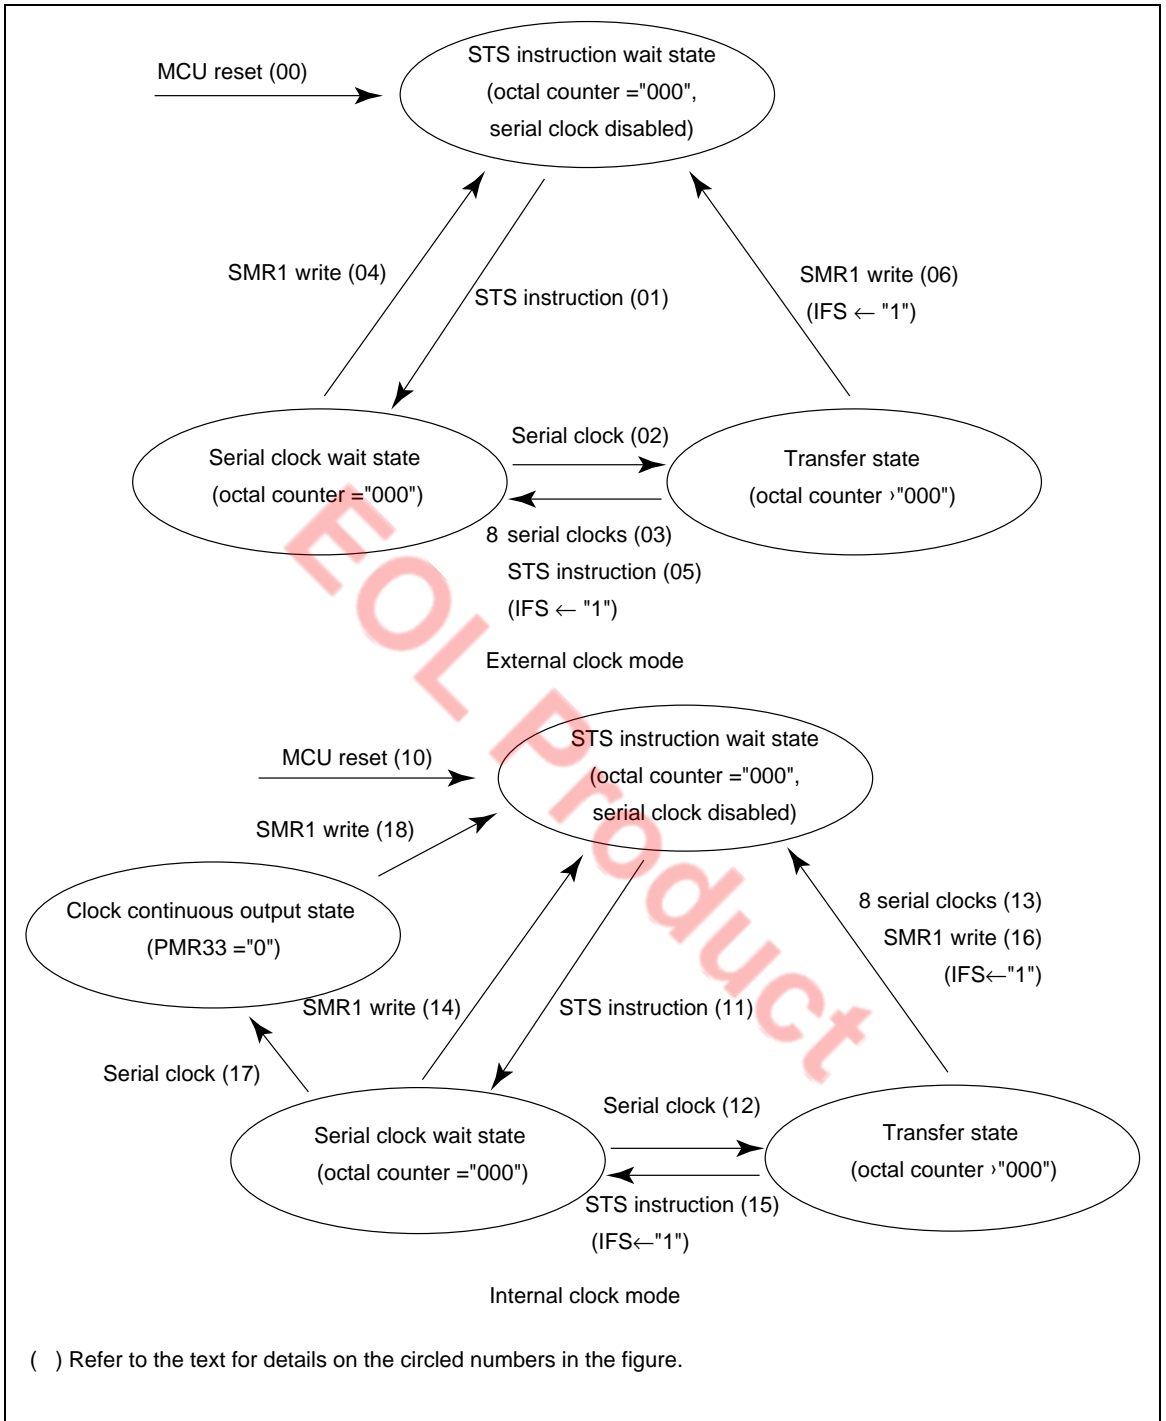 STS instruction wait state
(octal counter ="000",
serial clock disabled)
MCU reset (00)
SMR1 write (04)
STS instruction (01)
SMR1 write (06)
(IFS ← "1")
Serial clock wait state
(octal counter ="000")
Serial clock (02)
Transfer state
(octal counter ›"000")
8 serial clocks (03)
STS instruction (05)
(IFS ← "1")
External clock mode
MCU reset (10)
STS instruction wait state
(octal counter ="000",
serial clock disabled)
SMR1 write (18)
Clock continuous output state
(PMR33 ="0")
8 serial clocks (13)
SMR1 write (16)
(IFS←"1")
SMR1 write (14)
STS instruction (11)
Serial clock (17)
Serial clock wait state
(octal counter ="000")
Serial clock (12)
Transfer state
(octal counter ›"000")
STS instruction (15)
(IFS←"1")
Internal clock mode
( ) Refer to the text for details on the circled numbers in the figure.
EOL Product